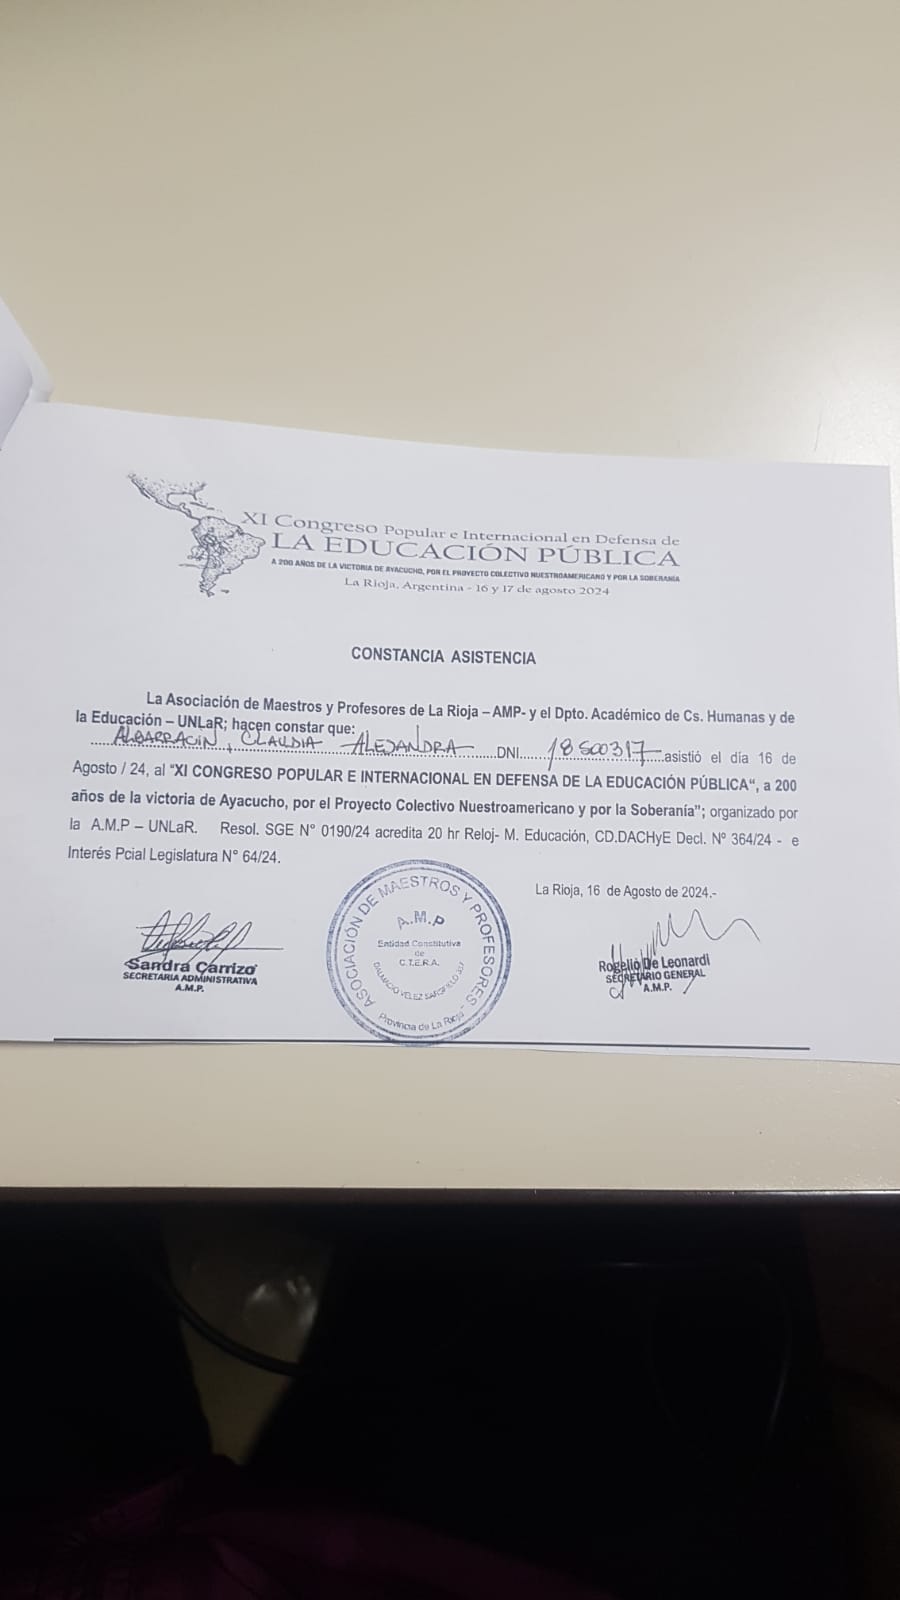 XI Congreso Popular e Internacional en Defensa de
LA EDUCACIÓN PÚBLICA
A 200 AÑOS DE LA VICTORIA DE AYACUCHO, POR EL PROYECTO COLECTIVO NUESTROAMERICANO Y POR LA SOBERANÍA
La Rioja, Argentina - 16 y 17 de agosto 2024
CONSTANCIA ASISTENCIA
La Asociación de Maestros y Profesores de La Rioja – AMP- y el Dpto. Académico de Cs. Humanas y de
la Educación – UNLaR; hacen constar que:
ALBARRACIN, CLAUDIA ALEJANDRA DNI 18500317 asistió el día 16 de
Agosto / 24, al "XI CONGRESO POPULAR E INTERNACIONAL EN DEFENSA DE LA EDUCACIÓN PÚBLICA", a 200
años de la victoria de Ayacucho, por el Proyecto Colectivo Nuestroamericano y por la Soberanía"; organizado por
la A.M.P – UNLaR. Resol. SGE N° 0190/24 acredita 20 hr Reloj- M. Educación, CD.DACHyE Decl. Nº 364/24 - e
Interés Pcial Legislatura N° 64/24.
La Rioja, 16 de Agosto de 2024.-
Sandra Carrizo
SECRETARIA ADMINISTRATIVA
A.M.P.
ASOCIACIÓN DE MAESTROS Y PROFESORES -
A.M.P
Entidad Constitutiva
de
C.T.E.R.A.
DALMACIO VELEZ SARSFIELD
Provincia de La Rioja
Rogelio De Leonardi
SECRETARIO GENERAL
A.M.P.